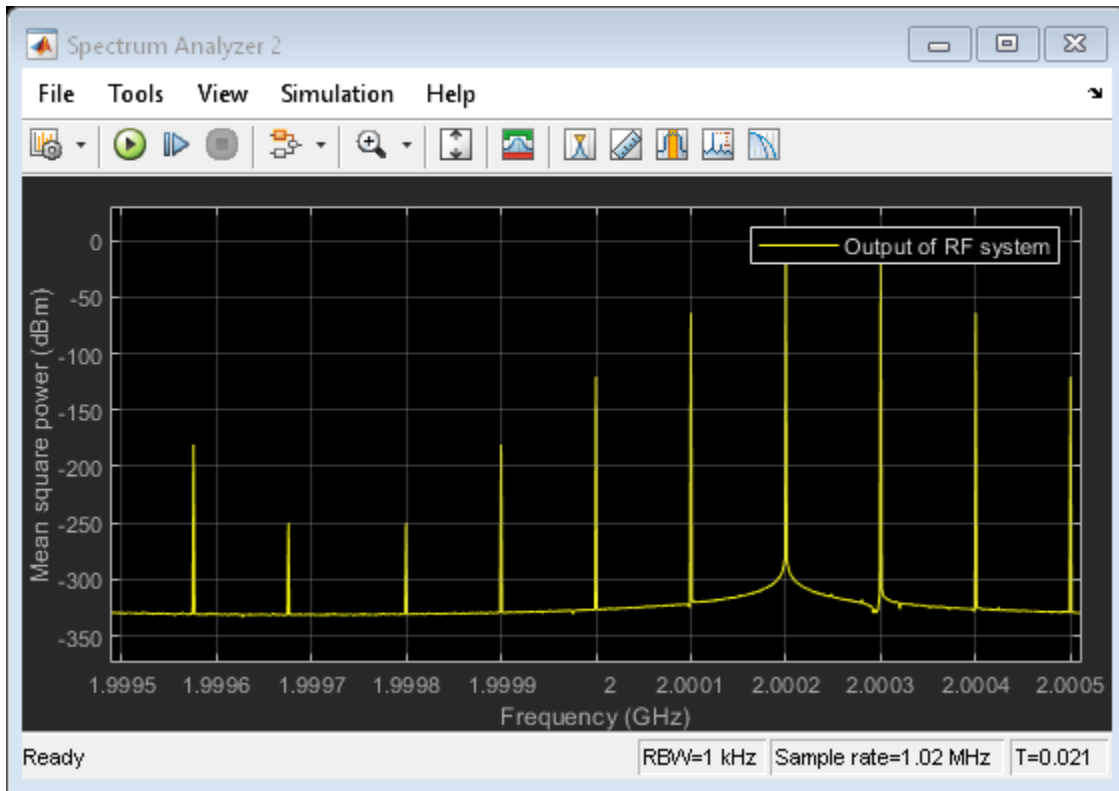 Spectrum Analyzer 2
File Tools View Simulation Help
Output of RF system
0
-50
-100
-150
-200
-250
-300
-350
Mean square power (dBm)
1.9995 1.9996 1.9997 1.9998 1.9999 2 2.0001 2.0002 2.0003 2.0004 2.0005
Frequency (GHz)
Ready RBW=1 kHz Sample rate=1.02 MHz T=0.021